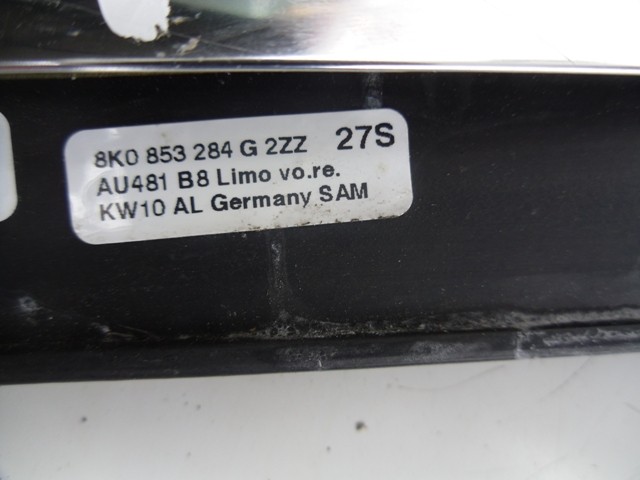 8K0 853 284 G 2ZZ 27S
AU481 B8 Limo vo.re.
KW10 AL Germany SAM